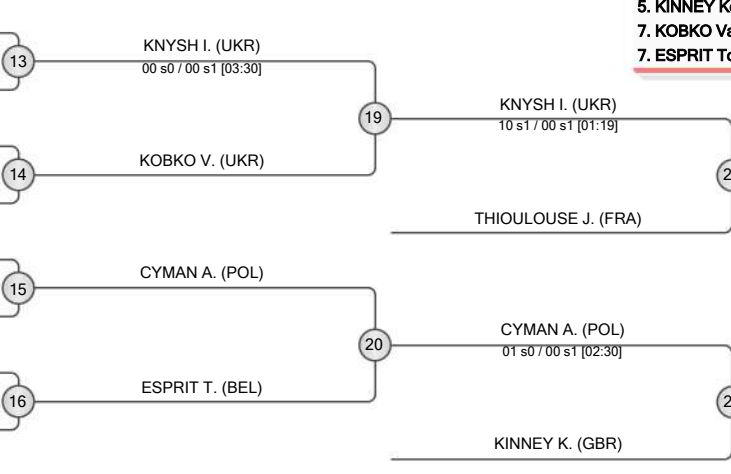 5. KINNEY
7. KOBKO
7. ESPRIT
13
KNYSH I. (UKR)
00 s0 / 00 s1 [03:30]
19
KNYSH I. (UKR)
10 s1 / 00 s1 [01:19]
14
KOBKO V. (UKR)
THIOULOUSE J. (FRA)
15
CYMAN A. (POL)
20
CYMAN A. (POL)
01 s0 / 00 s1 [02:30]
16
ESPRIT T. (BEL)
KINNEY K. (GBR)